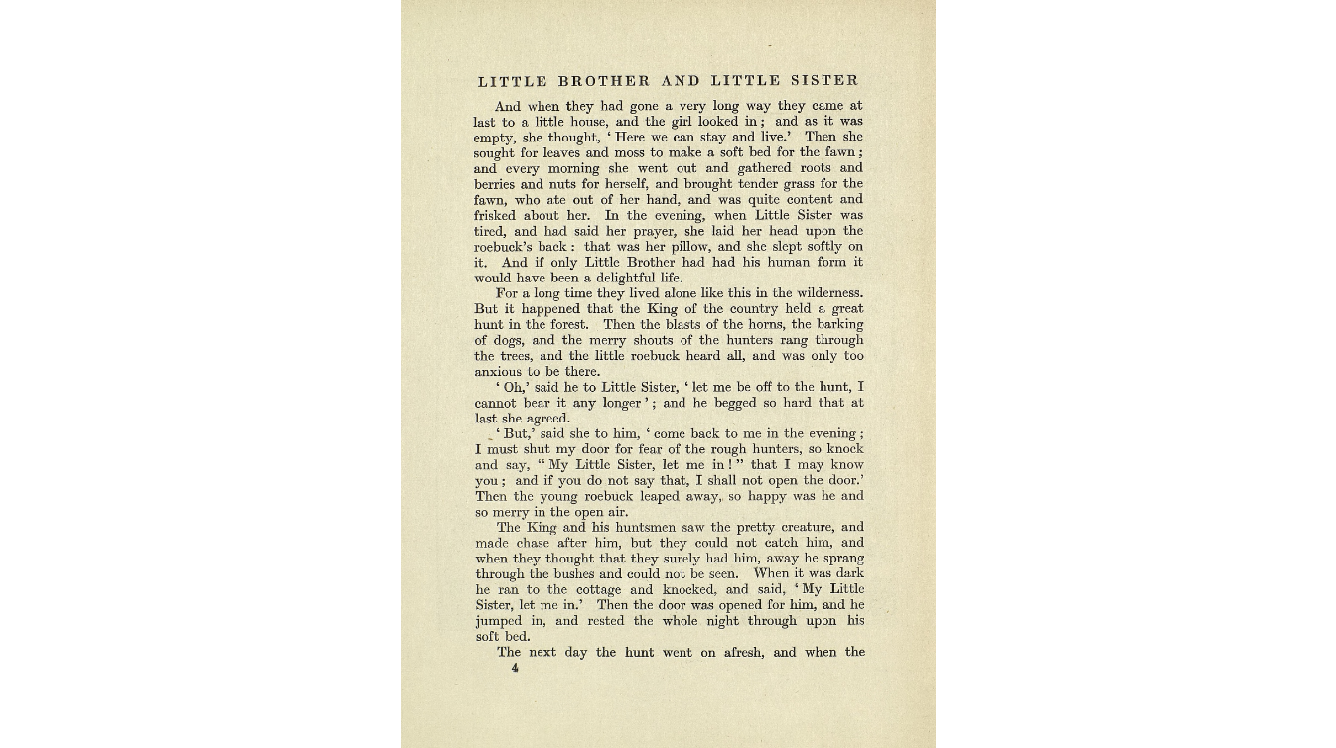 LITTLE BROTHER AND LITTLE SISTER
And when they had gone a very long way they came at
last to a little house, and the girl looked in; and as it was
empty, she thought, ‘Here we can stay and live.’ Then she
sought for leaves and moss to make a soft bed for the fawn;
and every morning she went out and gathered roots and
berries and nuts for herself, and brought tender grass for the
fawn, who ate out of her hand, and was quite content and
frisked about her. In the evening, when Little Sister was
tired, and had said her prayer, she laid her head upon the
roebuck’s back: that was her pillow, and she slept softly on
it. And if only Little Brother had had his human form it
would have been a delightful life.
For a long time they lived alone like this in the wilderness.
But it happened that the King of the country held a great
hunt in the forest. Then the blasts of the horns, the barking
of dogs, and the merry shouts of the hunters rang through
the trees, and the little roebuck heard all, and was only too
anxious to be there.
‘Oh,’ said he to Little Sister, ‘let me be off to the hunt, I
cannot bear it any longer’; and he begged so hard that at
last she agreed.
‘But,’ said she to him, ‘come back to me in the evening;
I must shut my door for fear of the rough hunters, so knock
and say, “My Little Sister, let me in!” that I may know
you; and if you do not say that, I shall not open the door.’
Then the young roebuck leaped away, so happy was he and
so merry in the open air.
The King and his huntsmen saw the pretty creature, and
made chase after him, but they could not catch him, and
when they thought that they surely had him, away he sprang
through the bushes and could not be seen. When it was dark
he ran to the cottage and knocked, and said, ‘My Little
Sister, let me in.’ Then the door was opened for him, and he
jumped in, and rested the whole night through upon his
soft bed.
The next day the hunt went on afresh, and when the
4